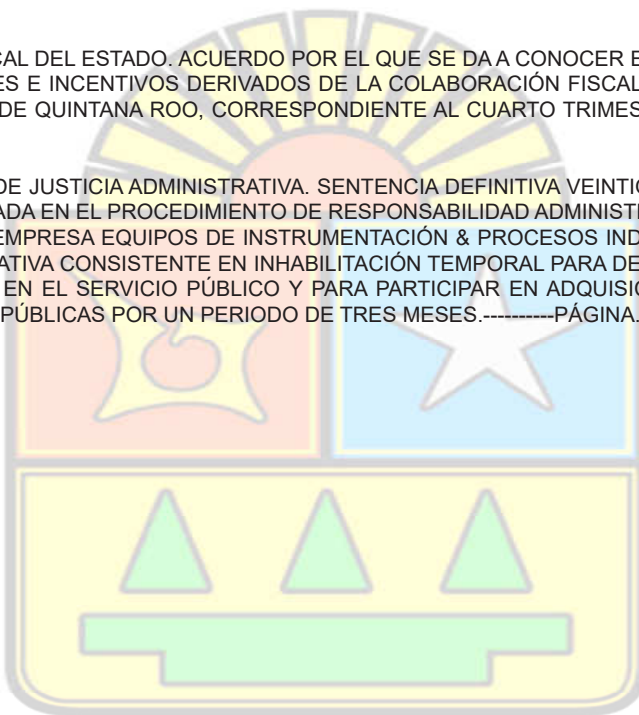 CAL DEL ESTADO. ACUERDO POR EL QUE SE DA A CONOCER E
ES E INCENTIVOS DERIVADOS DE LA COLABORACIÓN FISCAL
DE QUINTANA ROO, CORRESPONDIENTE AL CUARTO TRIMES
DE JUSTICIA ADMINISTRATIVA. SENTENCIA DEFINITIVA VEINTIC
ADA EN EL PROCEDIMIENTO DE RESPONSABILIDAD ADMINISTI
EMPRESA EQUIPOS DE INSTRUMENTACIÓN & PROCESOS IND
ATIVA CONSISTENTE EN INHABILITACIÓN TEMPORAL PARA DE
EN EL SERVICIO PÚBLICO Y PARA PARTICIPAR EN ADQUISIC
PÚBLICAS POR UN PERIODO DE TRES MESES.----------PÁGINA.